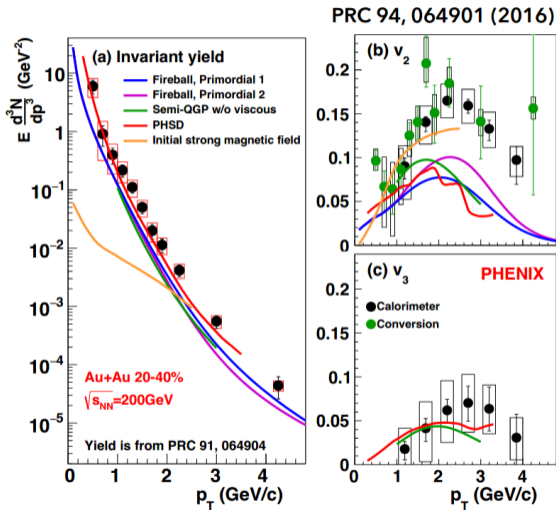 PRC 94, 064901 (2016)
E d³N/dp³ (GeV⁻²)
(a) Invariant yield
Fireball, Primordial 1
Fireball, Primordial 2
Semi-QGP w/o viscous
PHSD
Initial strong magnetic field
10
1
10⁻¹
10⁻²
10⁻³
10⁻⁴
10⁻⁵
Au+Au 20-40%
√sNN=200GeV
Yield is from PRC 91, 064904
0 1 2 3 4
pT (GeV/c)
(b) v₂
0.2
0.15
0.1
0.05
0
(c) v₃
PHENIX
Calorimeter
Conversion
0.2
0.15
0.1
0.05
0
0 1 2 3 4
pT (GeV/c)